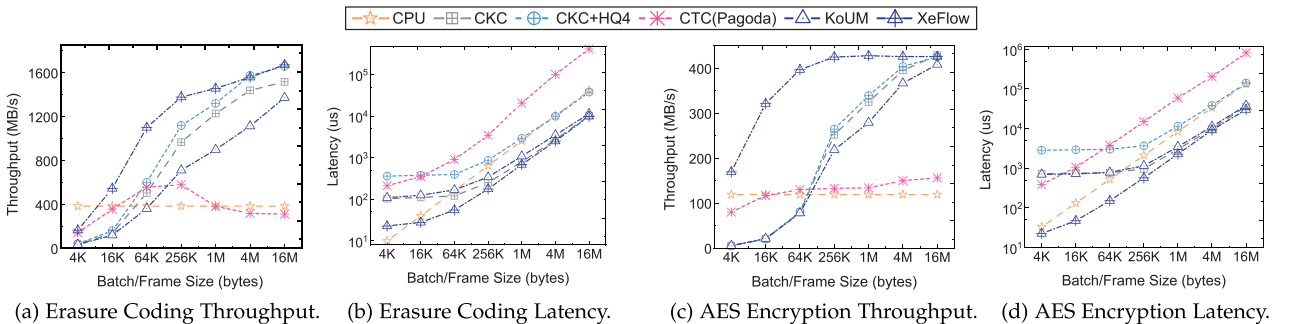 CPU CKC CKC+HQ4 CTC(Pagoda) KoUM XeFlow
Throughput (MB/s)
1600
1200
800
400
0
4K 16K 64K 256K 1M 4M 16M
Batch/Frame Size (bytes)
(a) Erasure Coding Throughput.
Latency (us)
10^5
10^4
10^3
10^2
10^1
4K 16K 64K 256K 1M 4M 16M
Batch/Frame Size (bytes)
(b) Erasure Coding Latency.
Throughput (MB/s)
400
300
200
100
0
4K 16K 64K 256K 1M 4M 16M
Batch/Frame Size (bytes)
(c) AES Encryption Throughput.
Latency (us)
10^6
10^5
10^4
10^3
10^2
10^1
4K 16K 64K 256K 1M 4M 16M
Batch/Frame Size (bytes)
(d) AES Encryption Latency.